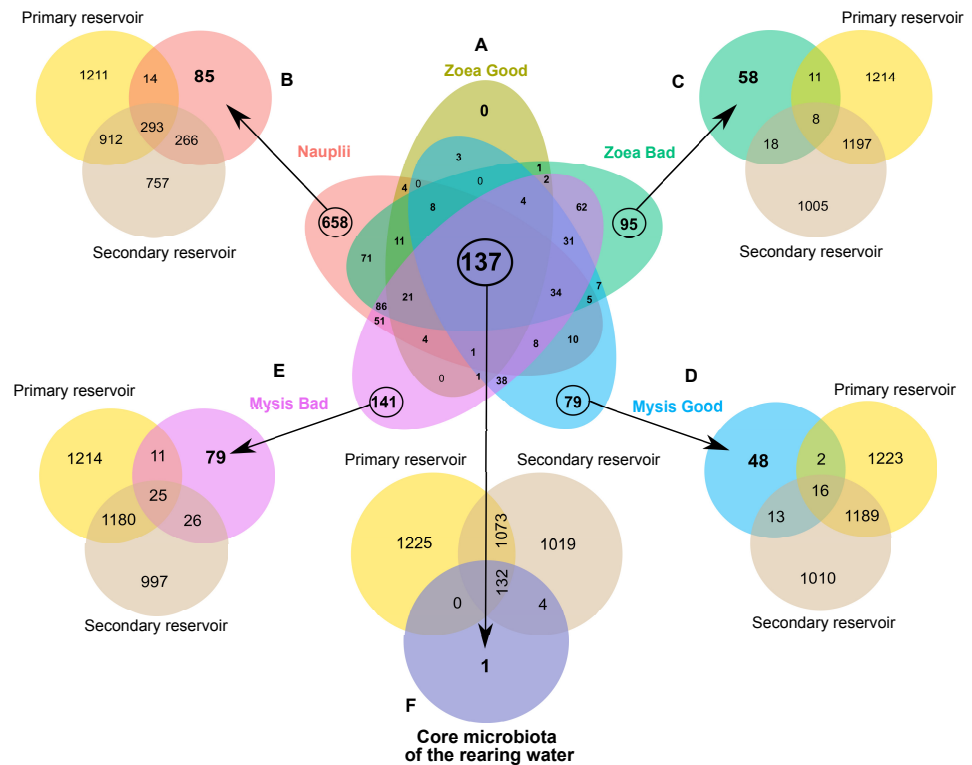 Primary reservoir
1211
14
85
B
912
293
266
757
Secondary reservoir
Nauplii
A
Zoea Good
0
Primary reservoir
58
11
1214
C
8
18
1197
1005
Secondary reservoir
Zoea Bad
3
1
4
0
0
2
8
4
62
658
95
11
31
71
137
7
86
21
34
5
51
4
8
10
1
0
1
38
141
79
E
Mysis Bad
D
Mysis Good
Primary reservoir
1214
11
79
25
1180
26
997
Secondary reservoir
Primary reservoir
48
2
1223
16
13
1189
1010
Secondary reservoir
Primary reservoir
Secondary reservoir
1225
1073
1019
132
0
4
1
F
Core microbiota
of the rearing water